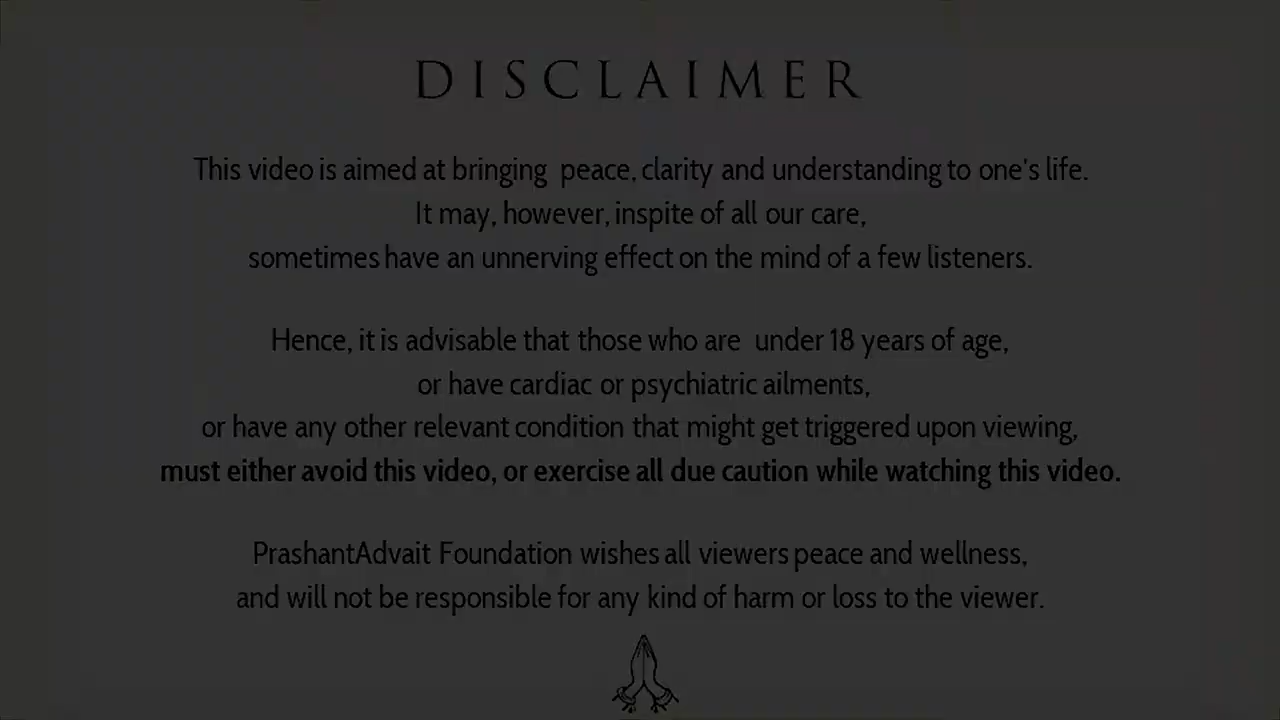 DISCLAIMER
This video is aimed at bringing peace, clarity and understanding to one's life.
It may, however, inspite of all our care,
sometimes have an unnerving effect on the mind of a few listeners.
Hence, it is advisable that those who are under 18 years of age,
or have cardiac or psychiatric ailments,
or have any other relevant condition that might get triggered upon viewing,
must either avoid this video, or exercise all due caution while watching this video.
PrashantAdvait Foundation wishes all viewers peace and wellness,
and will not be responsible for any kind of harm or loss to the viewer.